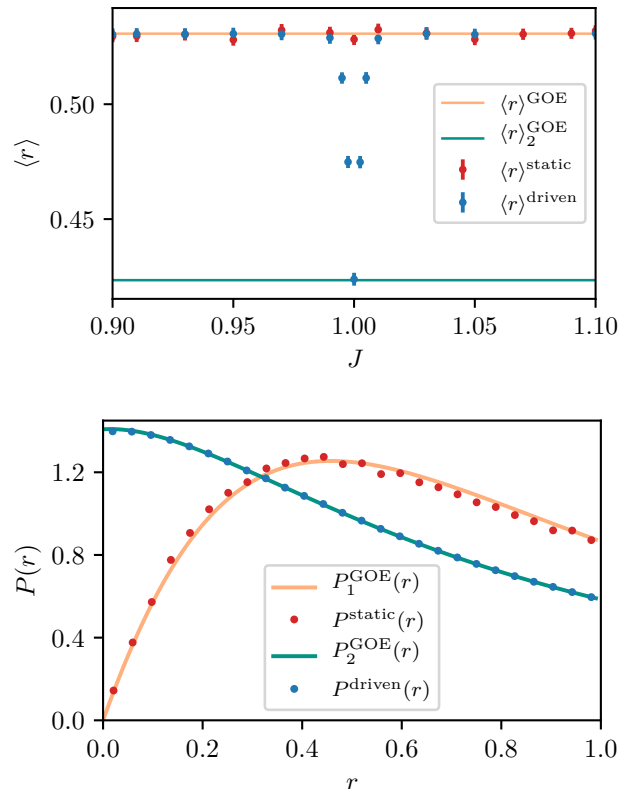 0.50
0.45
⟨r⟩
⟨r⟩^GOE
⟨r⟩_2^GOE
⟨r⟩^static
⟨r⟩^driven
0.90 0.95 1.00 1.05 1.10
J
1.2
0.8
0.4
0.0
P(r)
P_1^GOE(r)
P^static(r)
P_2^GOE(r)
P^driven(r)
0.0 0.2 0.4 0.6 0.8 1.0
r